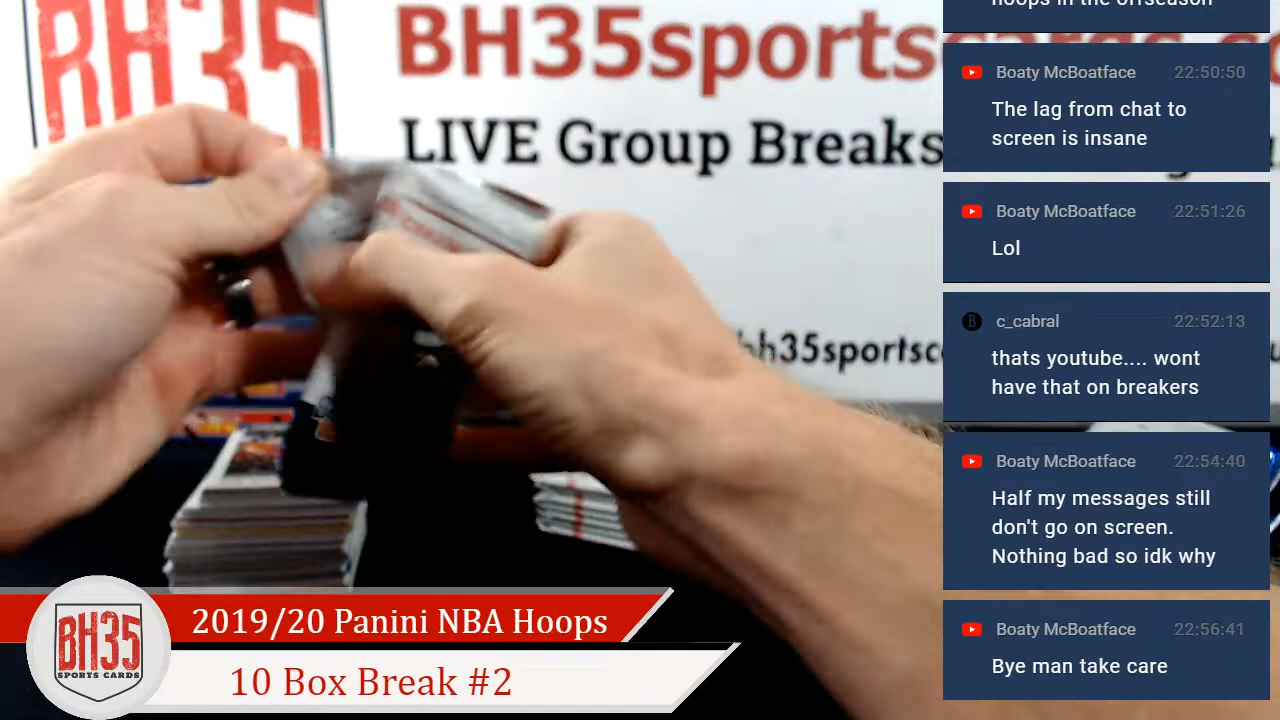 BH35
BH35sportscards.co
LIVE Group Breaks
bh35sportsc
hoops in the offseason
Boaty McBoatface 22:50:50
The lag from chat to
screen is insane
Boaty McBoatface 22:51:26
Lol
B c_cabral 22:52:13
thats youtube.... wont
have that on breakers
Boaty McBoatface 22:54:40
Half my messages still
don't go on screen.
Nothing bad so idk why
Boaty McBoatface 22:56:41
Bye man take care
2019/20 Panini NBA Hoops
10 Box Break #2
BH35
SPORTS CARDS